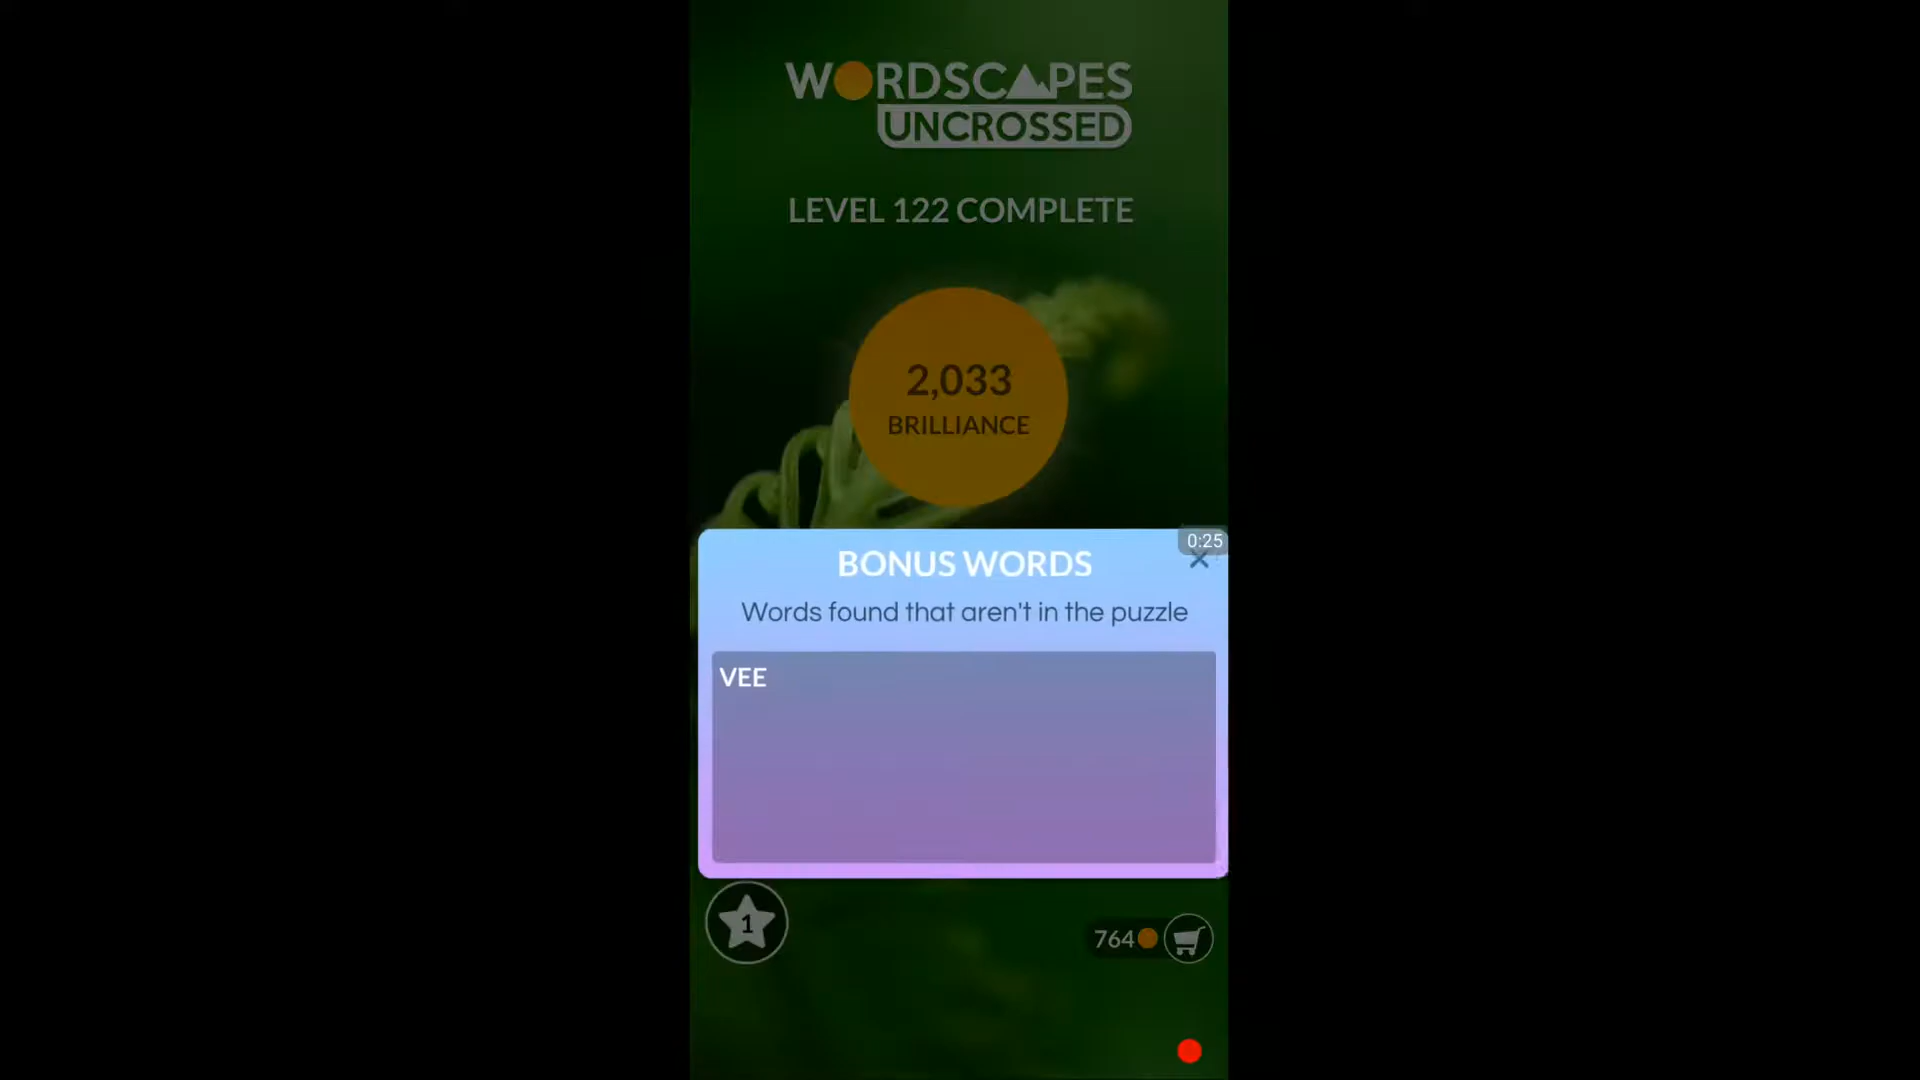 WORDSCAPES
UNCROSSED
LEVEL 122 COMPLETE
2,033
BRILLIANCE
0:25
BONUS WORDS
Words found that aren't in the puzzle
VEE
1
764